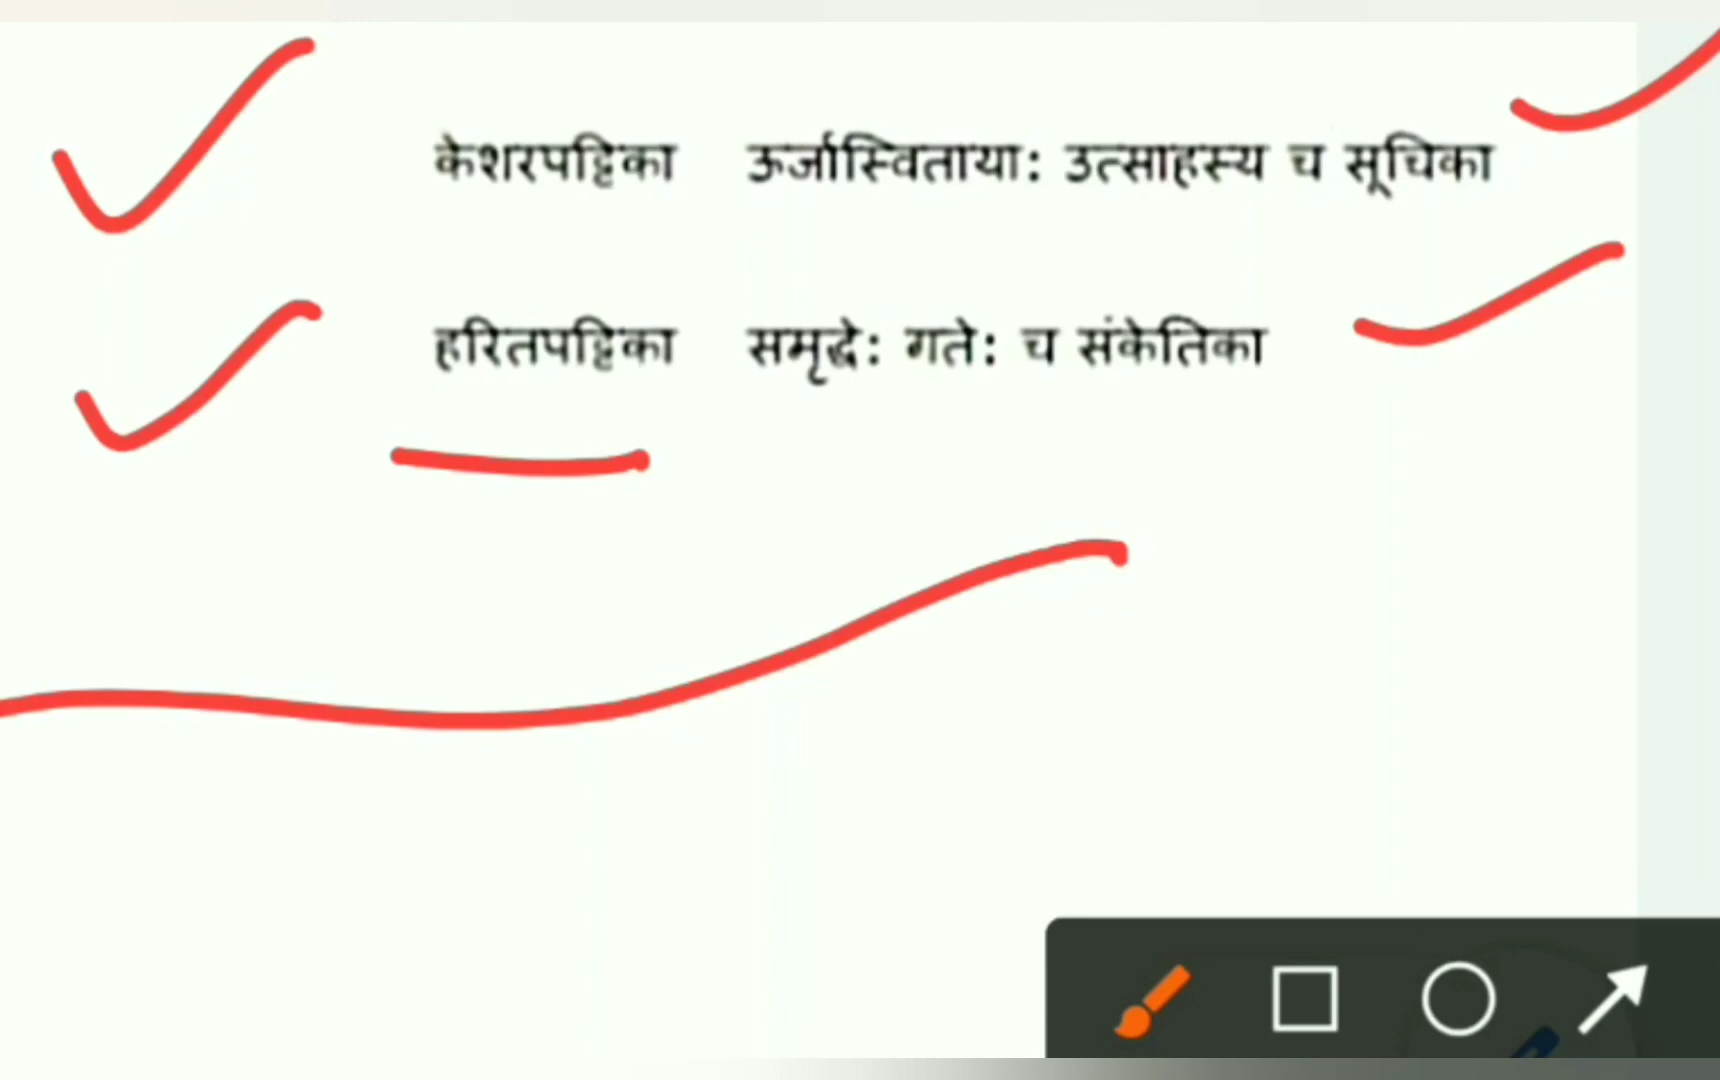 केशरपट्टिका ऊर्जास्विताया: उत्साहस्य च सूचिका
हरितपट्टिका समृद्धे: गते: च संकेतिका